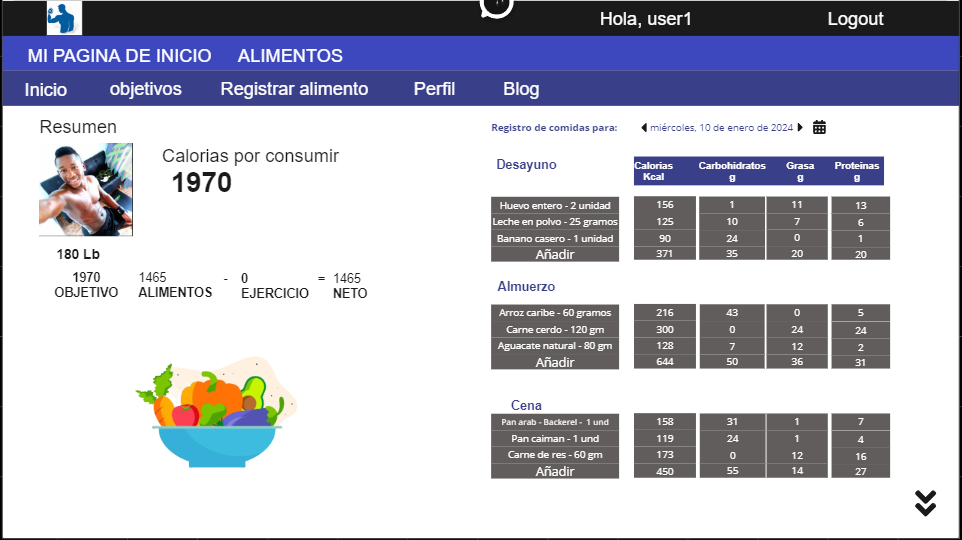 Hola, user1
Logout
MI PAGINA DE INICIO ALIMENTOS
Inicio objetivos Registrar alimento Perfil Blog
Resumen
Calorias por consumir
1970
180 Lb
1970 1465 - 0 = 1465
OBJETIVO ALIMENTOS EJERCICIO NETO
Registro de comidas para: miércoles, 10 de enero de 2024
Desayuno
Calorías Kcal Carbohidratos g Grasa g Proteinas g
Huevo entero - 2 unidad 156 1 11 13
Leche en polvo - 25 gramos 125 10 7 6
Banano casero - 1 unidad 90 24 0 1
Añadir 371 35 20 20
Almuerzo
Arroz caribe - 60 gramos 216 43 0 5
Carne cerdo - 120 gm 300 0 24 24
Aguacate natural - 80 gm 128 7 12 2
Añadir 644 50 36 31
Cena
Pan arab - Backerel - 1 und 158 31 1 7
Pan caiman - 1 und 119 24 1 4
Carne de res - 60 gm 173 0 12 16
Añadir 450 55 14 27